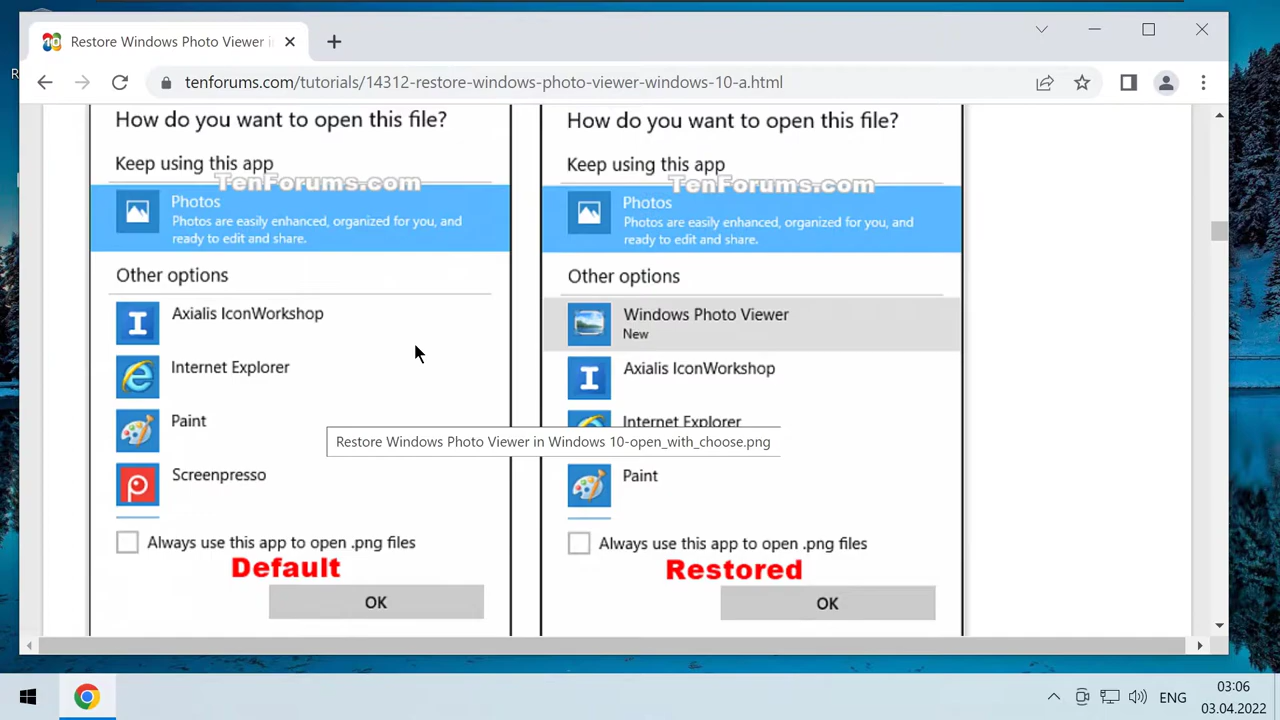 Restore Windows Photo Viewer i
tenforums.com/tutorials/14312-restore-windows-photo-viewer-windows-10-a.html
How do you want to open this file?
Keep using this app
TenForums.com
Photos
Photos are easily enhanced, organized for you, and
ready to edit and share.
Other options
Axialis IconWorkshop
Internet Explorer
Paint
Screenpresso
Always use this app to open .png files
Default
OK
How do you want to open this file?
Keep using this app
TenForums.com
Photos
Photos are easily enhanced, organized for you, and
ready to edit and share.
Other options
Windows Photo Viewer
New
Axialis IconWorkshop
Internet Explorer
Paint
Always use this app to open .png files
Restored
OK
Restore Windows Photo Viewer in Windows 10-open_with_choose.png
ENG
03:06
03.04.2022